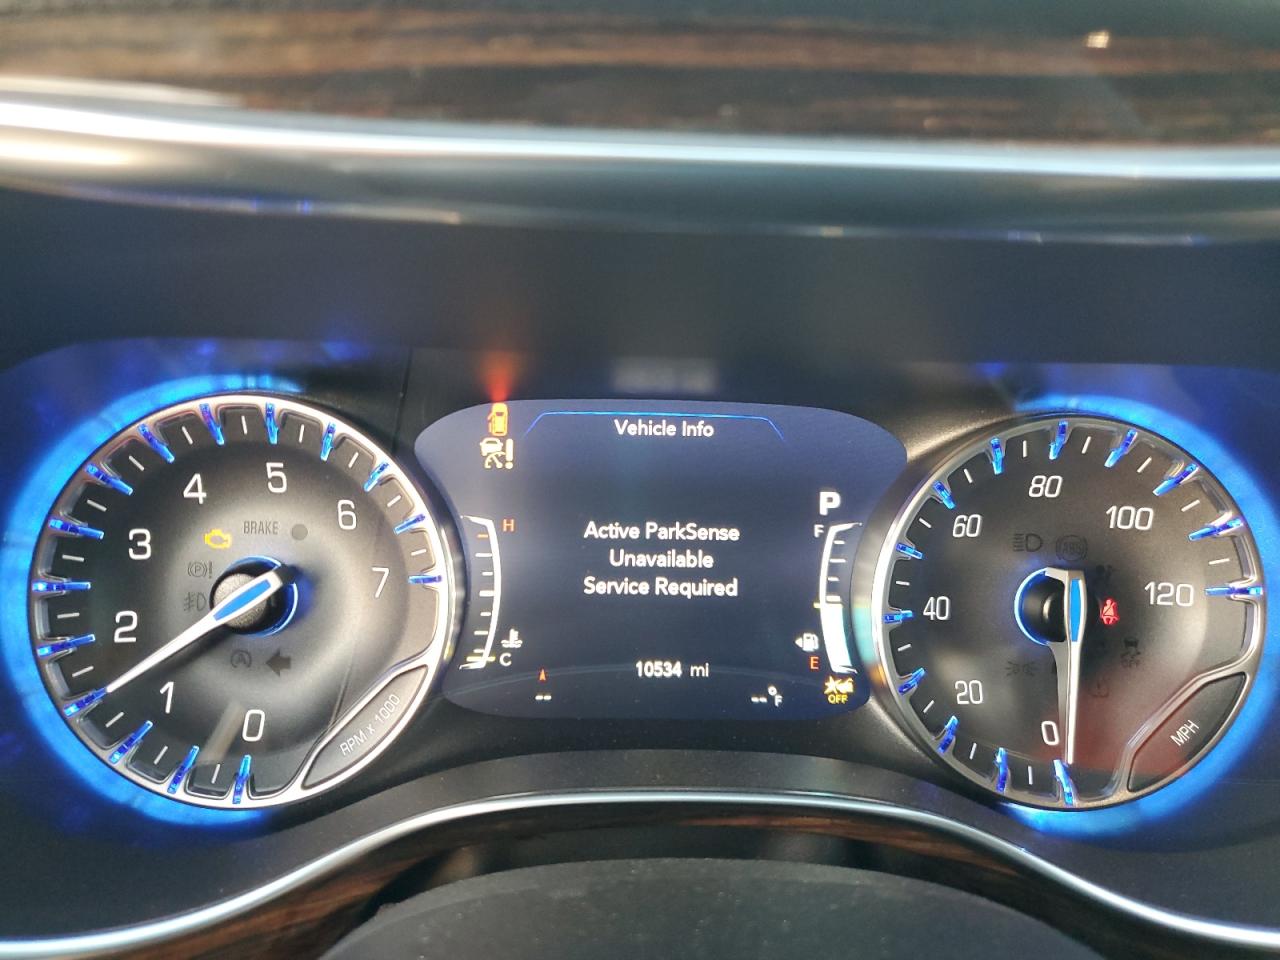 Vehicle Info
Active ParkSense
Unavailable
Service Required
10534 mi
-- °F
--
P
H
C
F
E
OFF
BRAKE
(P)!
0
1
2
3
4
5
6
7
RPM x 1000
ABS
0
20
40
60
80
100
120
MPH